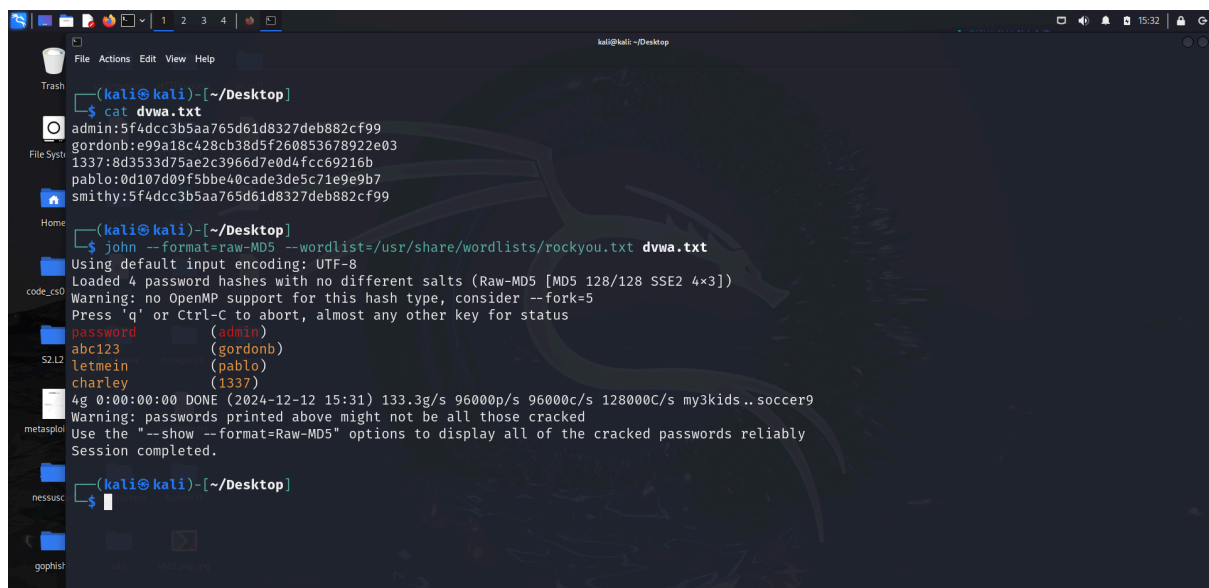 1 2 3 4
15:32
kali@kali: ~/Desktop
File Actions Edit View Help
Trash
File Syste
Home
code_cs0
S2.L2
metasploi
nessusc
gophish
┌──(kali㉿kali)-[~/Desktop]
└─$ cat dvwa.txt
admin:5f4dcc3b5aa765d61d8327deb882cf99
gordonb:e99a18c428cb38d5f260853678922e03
1337:8d3533d75ae2c3966d7e0d4fcc69216b
pablo:0d107d09f5bbe40cade3de5c71e9e9b7
smithy:5f4dcc3b5aa765d61d8327deb882cf99
┌──(kali㉿kali)-[~/Desktop]
└─$ john --format=raw-MD5 --wordlist=/usr/share/wordlists/rockyou.txt dvwa.txt
Using default input encoding: UTF-8
Loaded 4 password hashes with no different salts (Raw-MD5 [MD5 128/128 SSE2 4×3])
Warning: no OpenMP support for this hash type, consider --fork=5
Press 'q' or Ctrl-C to abort, almost any other key for status
password (admin)
abc123 (gordonb)
letmein (pablo)
charley (1337)
4g 0:00:00:00 DONE (2024-12-12 15:31) 133.3g/s 96000p/s 96000c/s 128000C/s my3kids..soccer9
Warning: passwords printed above might not be all those cracked
Use the "--show --format=Raw-MD5" options to display all of the cracked passwords reliably
Session completed.
┌──(kali㉿kali)-[~/Desktop]
└─$